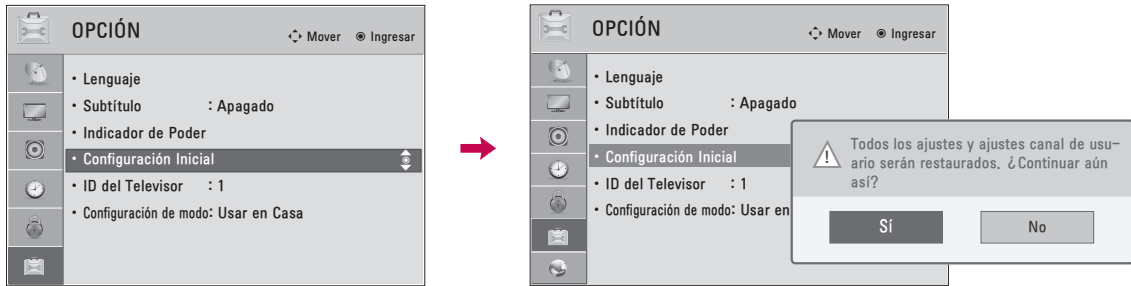 OPCIÓN
Mover Ingresar
• Lenguaje
• Subtítulo : Apagado
• Indicador de Poder
• Configuración Inicial
• ID del Televisor : 1
• Configuración de modo: Usar en Casa
OPCIÓN
Mover Ingresar
• Lenguaje
• Subtítulo : Apagado
• Indicador de Poder
• Configuración Inicial
• ID del Televisor : 1
• Configuración de modo: Usar en
Todos los ajustes y ajustes canal de usu-
ario serán restaurados. ¿Continuar aún
así?
Sí No